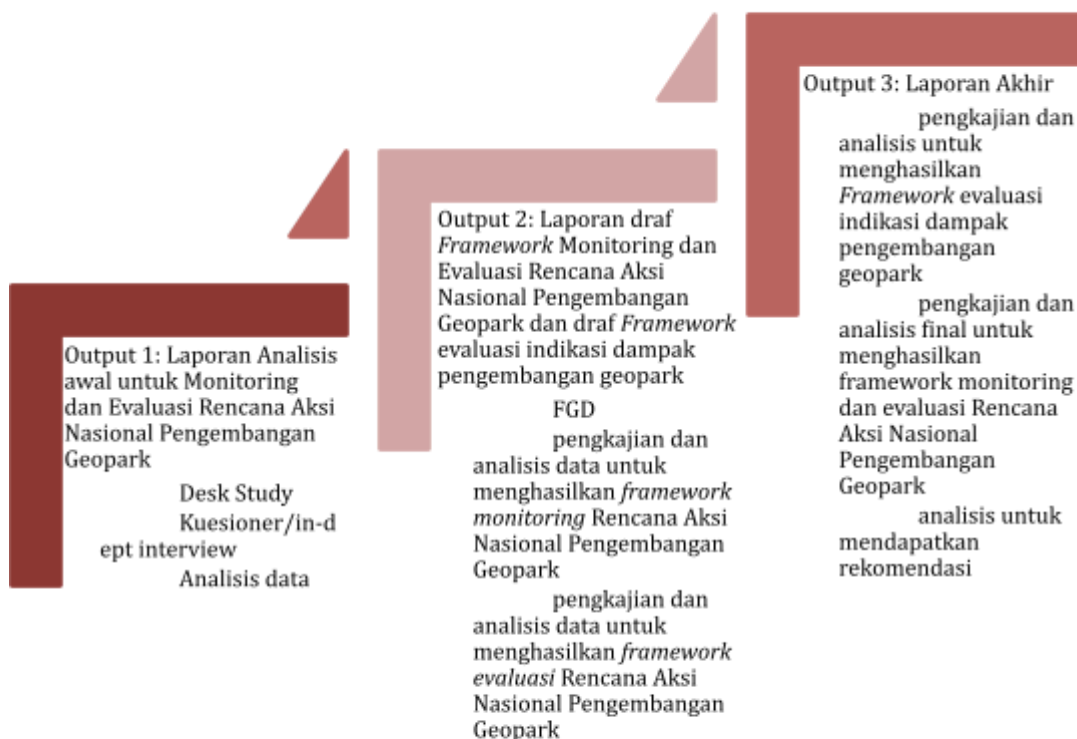 Output 1: Laporan Analisis
awal untuk Monitoring
dan Evaluasi Rencana Aksi
Nasional Pengembangan
Geopark
Desk Study
Kuesioner/in-d
ept interview
Analisis data
Output 2: Laporan draf
Framework Monitoring dan
Evaluasi Rencana Aksi
Nasional Pengembangan
Geopark dan draf Framework
evaluasi indikasi dampak
pengembangan geopark
FGD
pengkajian dan
analisis data untuk
menghasilkan framework
monitoring Rencana Aksi
Nasional Pengembangan
Geopark
pengkajian dan
analisis data untuk
menghasilkan framework
evaluasi Rencana Aksi
Nasional Pengembangan
Geopark
Output 3: Laporan Akhir
pengkajian dan
analisis untuk
menghasilkan
Framework evaluasi
indikasi dampak
pengembangan
geopark
pengkajian dan
analisis final untuk
menghasilkan
framework monitoring
dan evaluasi Rencana
Aksi Nasional
Pengembangan
Geopark
analisis untuk
mendapatkan
rekomendasi